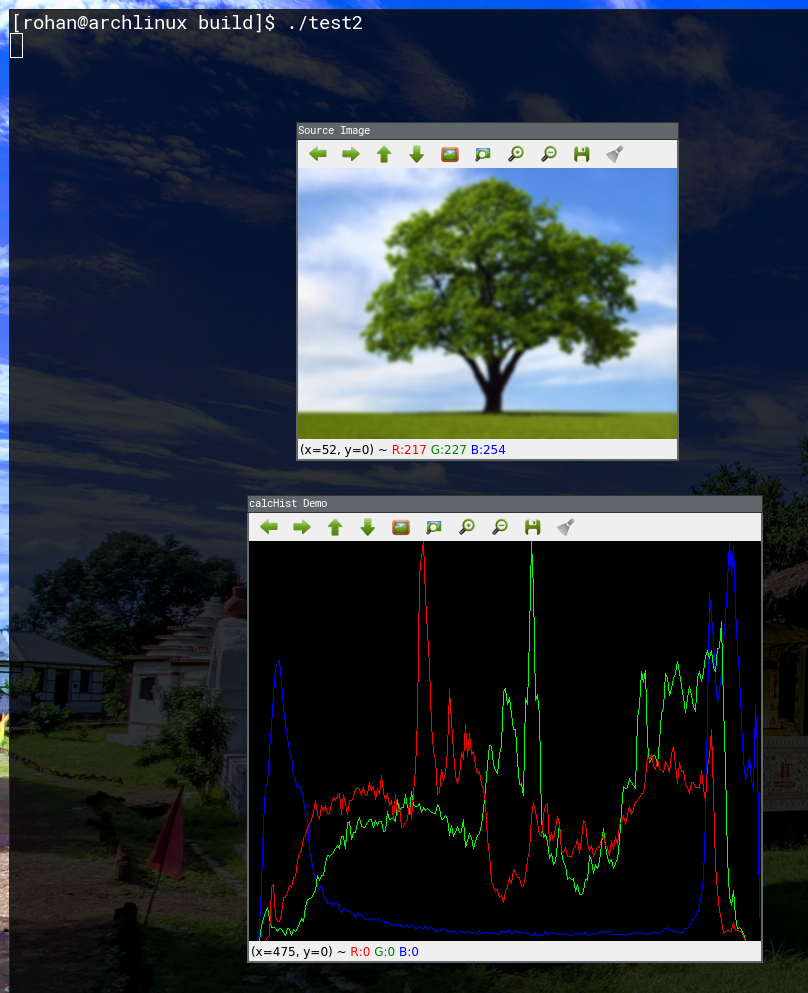 [rohan@archlinux build]$ ./test2
Source Image
(x=52, y=0) ~ R:217 G:227 B:254
calcHist Demo
(x=475, y=0) ~ R:0 G:0 B:0